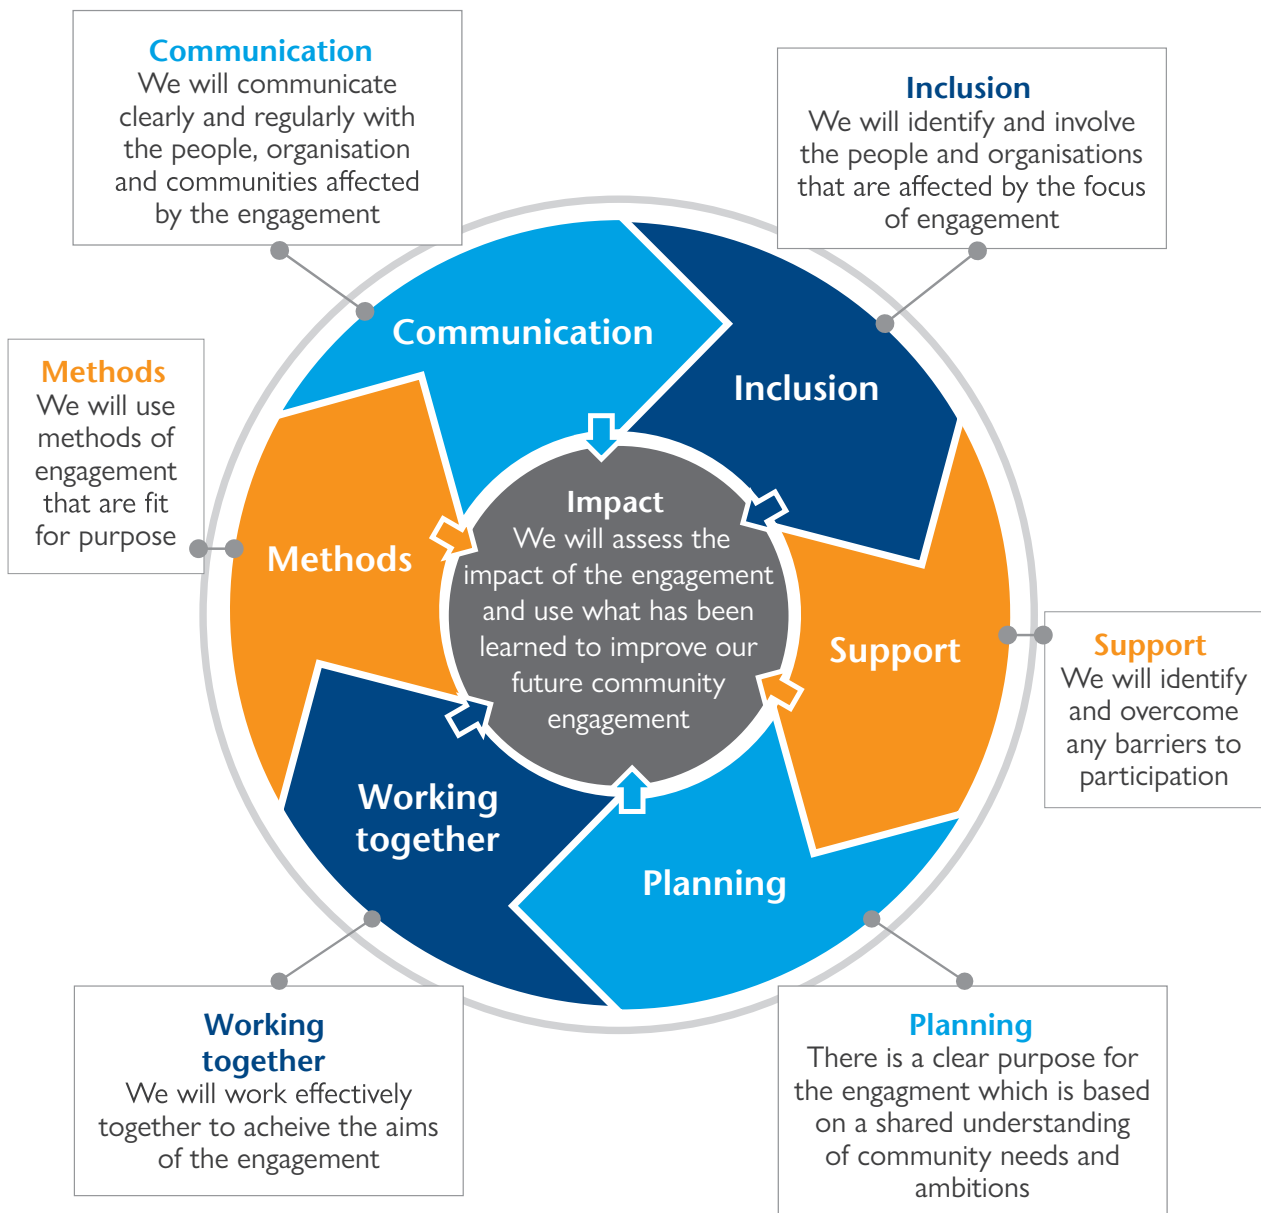 Communication
We will communicate
clearly and regularly with
the people, organisation
and communities affected
by the engagement
Inclusion
We will identify and involve
the people and organisations
that are affected by the focus
of engagement
Methods
We will use
methods of
engagement
that are fit
for purpose
Communication
Inclusion
Methods
Support
Working
together
Planning
Impact
We will assess the
impact of the engagement
and use what has been
learned to improve our
future community
engagement
Support
We will identify
and overcome
any barriers to
participation
Working
together
We will work effectively
together to acheive the aims
of the engagement
Planning
There is a clear purpose for
the engagment which is based
on a shared understanding
of community needs and
ambitions